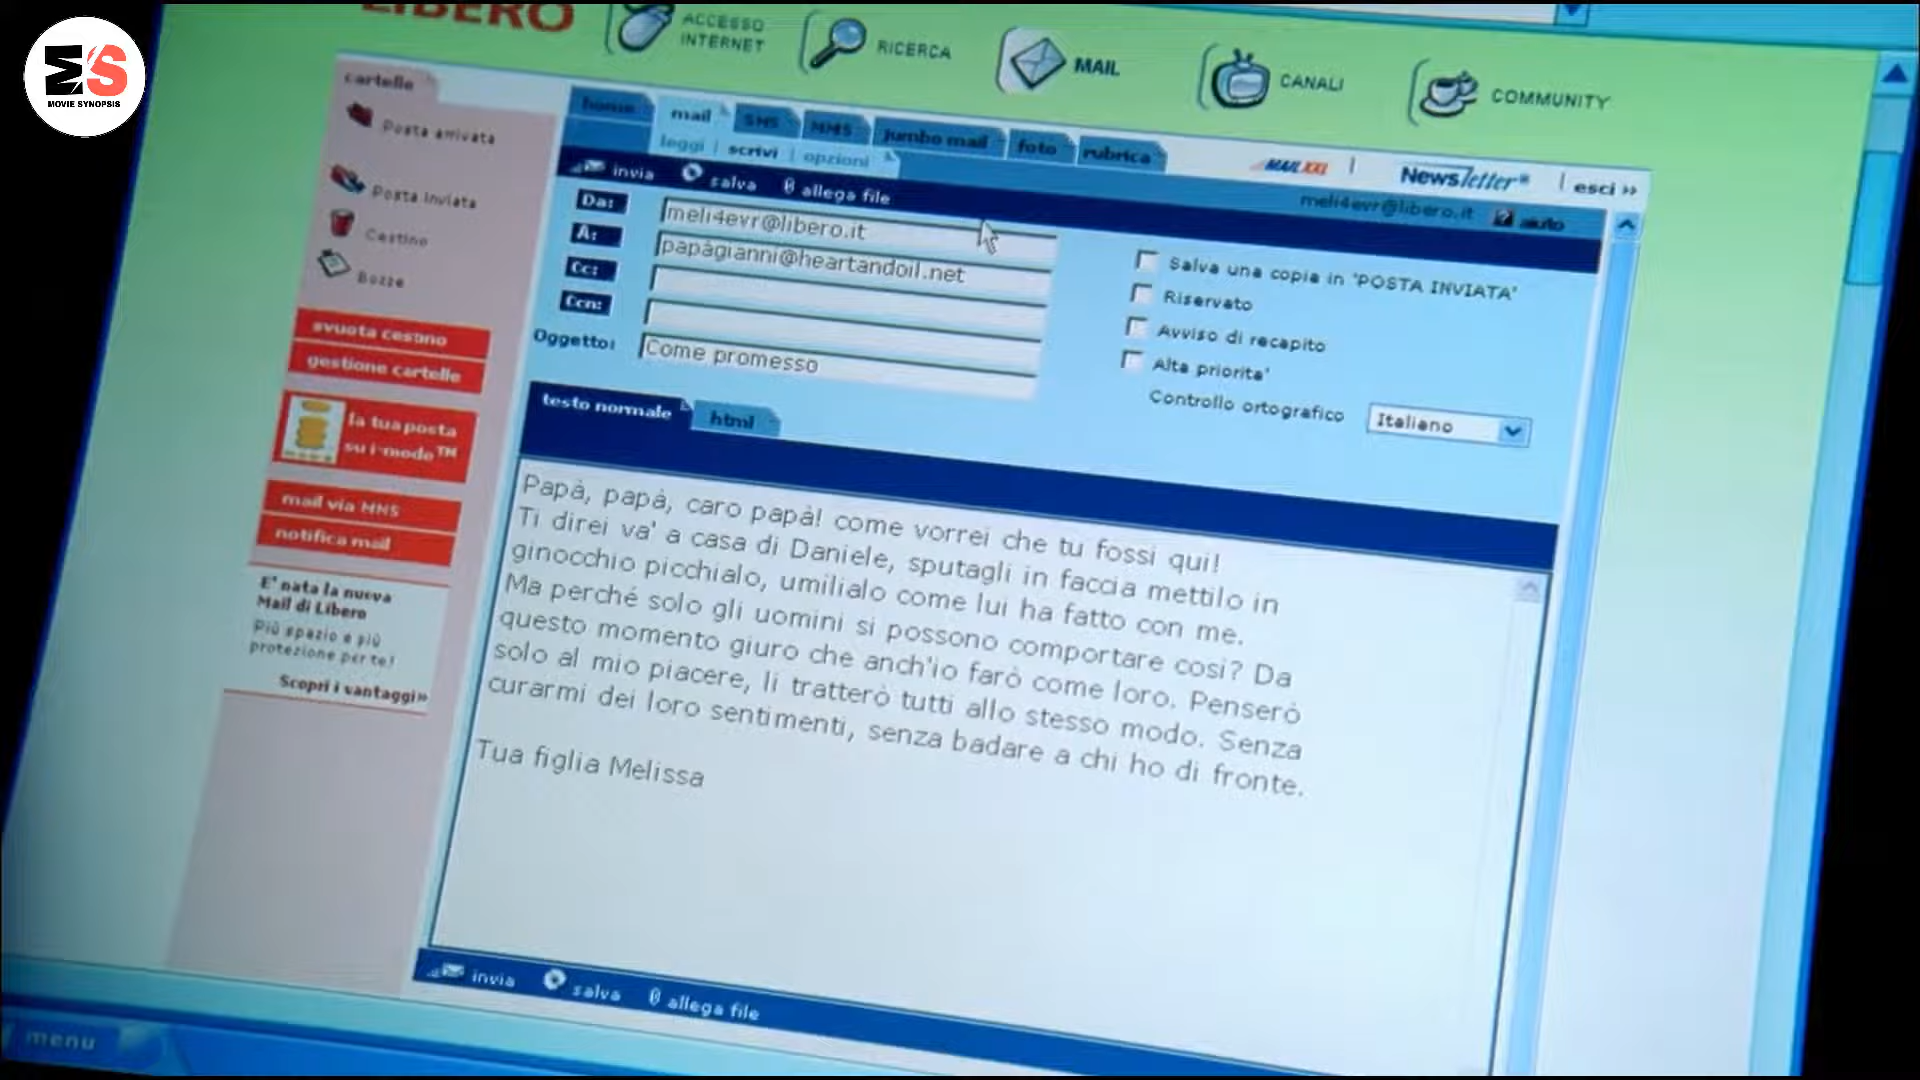 LIBERO
MOVIE SYNOPSIS
ACCESSO INTERNET
RICERCA
MAIL
CANALI
COMMUNITY
cartelle
Posta arrivata
Posta Inviata
Cestino
Bozze
svuota cestino
gestione cartelle
la tua posta
su i-mode™
mail via MMS
notifica mail
E' nata la nuova
Mail di Libero
Più spazio e più
protezione per te!
Scopri i vantaggi»
home mail SMS MMS jumbo mail foto rubrica
MAIL XXL | Newsletter | esci »
leggi | scrivi | opzioni
invia salva allega file
meli4evr@libero.it aiuto
Da: meli4evr@libero.it
A: papàgianni@heartandoil.net
Cc:
Ccn:
Oggetto: Come promesso
Salva una copia in 'POSTA INVIATA'
Riservato
Avviso di recapito
Alta priorita'
Controllo ortografico Italiano
testo normale html
Papà, papà, caro papà! come vorrei che tu fossi qui!
Ti direi va' a casa di Daniele, sputagli in faccia mettilo in
ginocchio picchialo, umilialo come lui ha fatto con me.
Ma perché solo gli uomini si possono comportare cosi? Da
questo momento giuro che anch'io farò come loro. Penserò
solo al mio piacere, li tratterò tutti allo stesso modo. Senza
curarmi dei loro sentimenti, senza badare a chi ho di fronte.
Tua figlia Melissa
invia salva allega file
menu